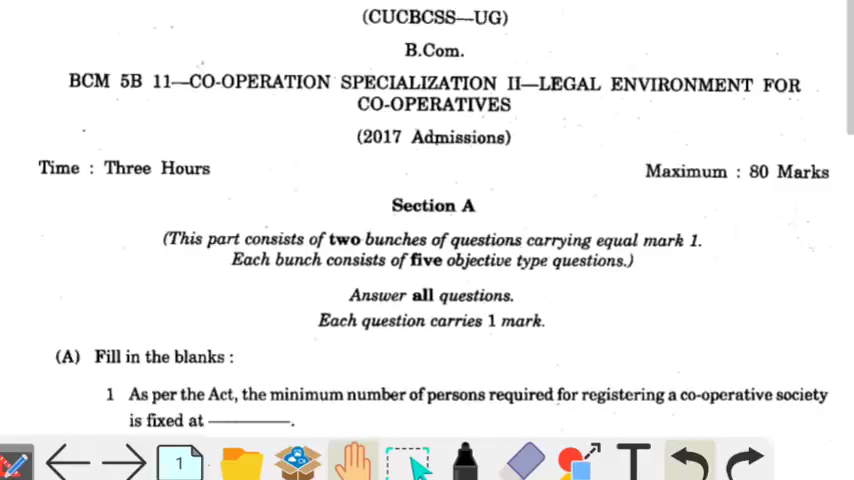 (CUCBCSS—UG)
B.Com.
BCM 5B 11—CO-OPERATION SPECIALIZATION II—LEGAL ENVIRONMENT FOR
CO-OPERATIVES
(2017 Admissions)
Time : Three Hours
Maximum : 80 Marks
Section A
(This part consists of two bunches of questions carrying equal mark 1.
Each bunch consists of five objective type questions.)
Answer all questions.
Each question carries 1 mark.
(A) Fill in the blanks :
1 As per the Act, the minimum number of persons required for registering a co-operative society
is fixed at ————.
1
T